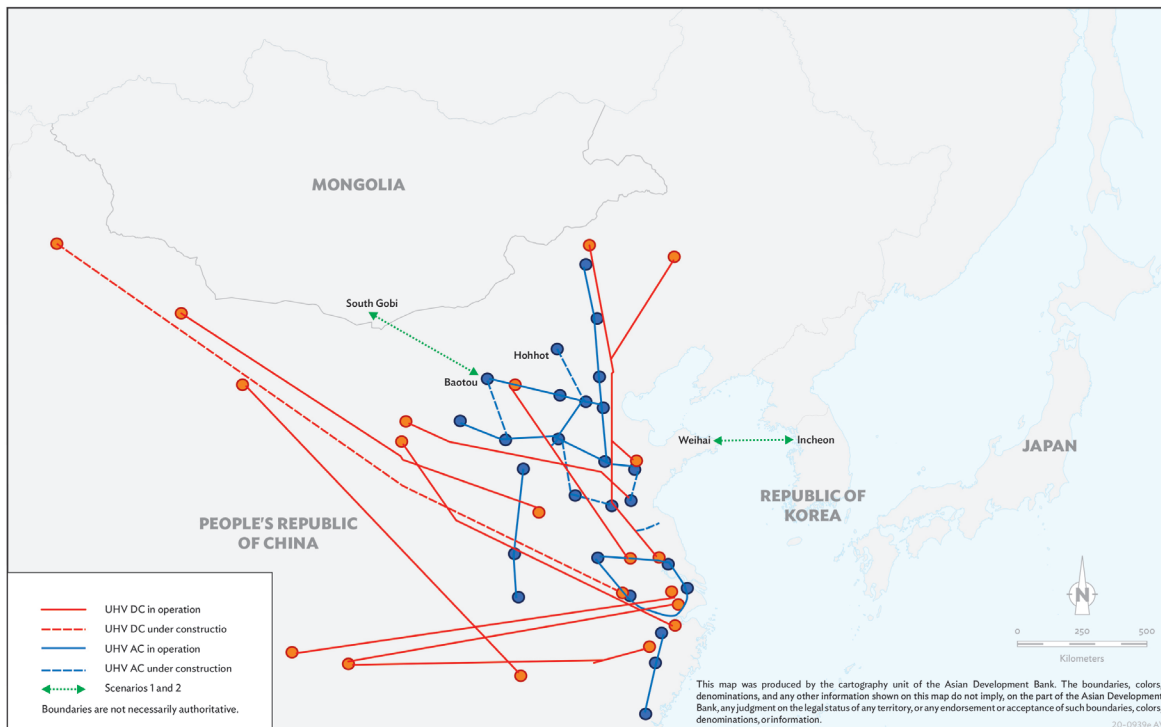 MONGOLIA
South Gobi
Hohhot
Baotou
Weihai
Incheon
JAPAN
REPUBLIC OF
KOREA
PEOPLE'S REPUBLIC
OF CHINA
UHV DC in operation
UHV DC under constructio
UHV AC in operation
UHV AC under construction
Scenarios 1 and 2
Boundaries are not necessarily authoritative.
N
0 250 500
Kilometers
This map was produced by the cartography unit of the Asian Development Bank. The boundaries, colors,
denominations, and any other information shown on this map do not imply, on the part of the Asian Development
Bank, any judgment on the legal status of any territory, or any endorsement or acceptance of such boundaries, colors,
denominations, or information.